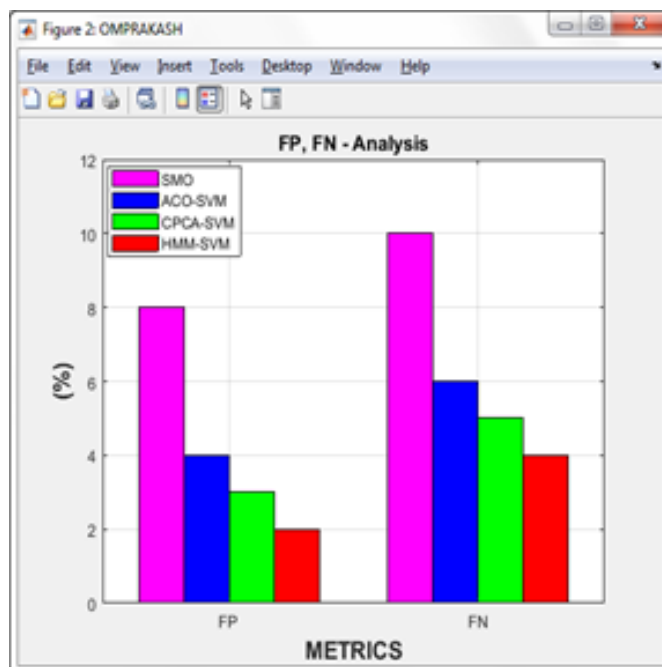 Figure 2: OMPRAKASH
File Edit View Insert Tools Desktop Window Help
FP, FN - Analysis
12
10
8
6
4
2
0
(%)
SMO
ACO-SVM
CPCA-SVM
HMM-SVM
FP FN
METRICS